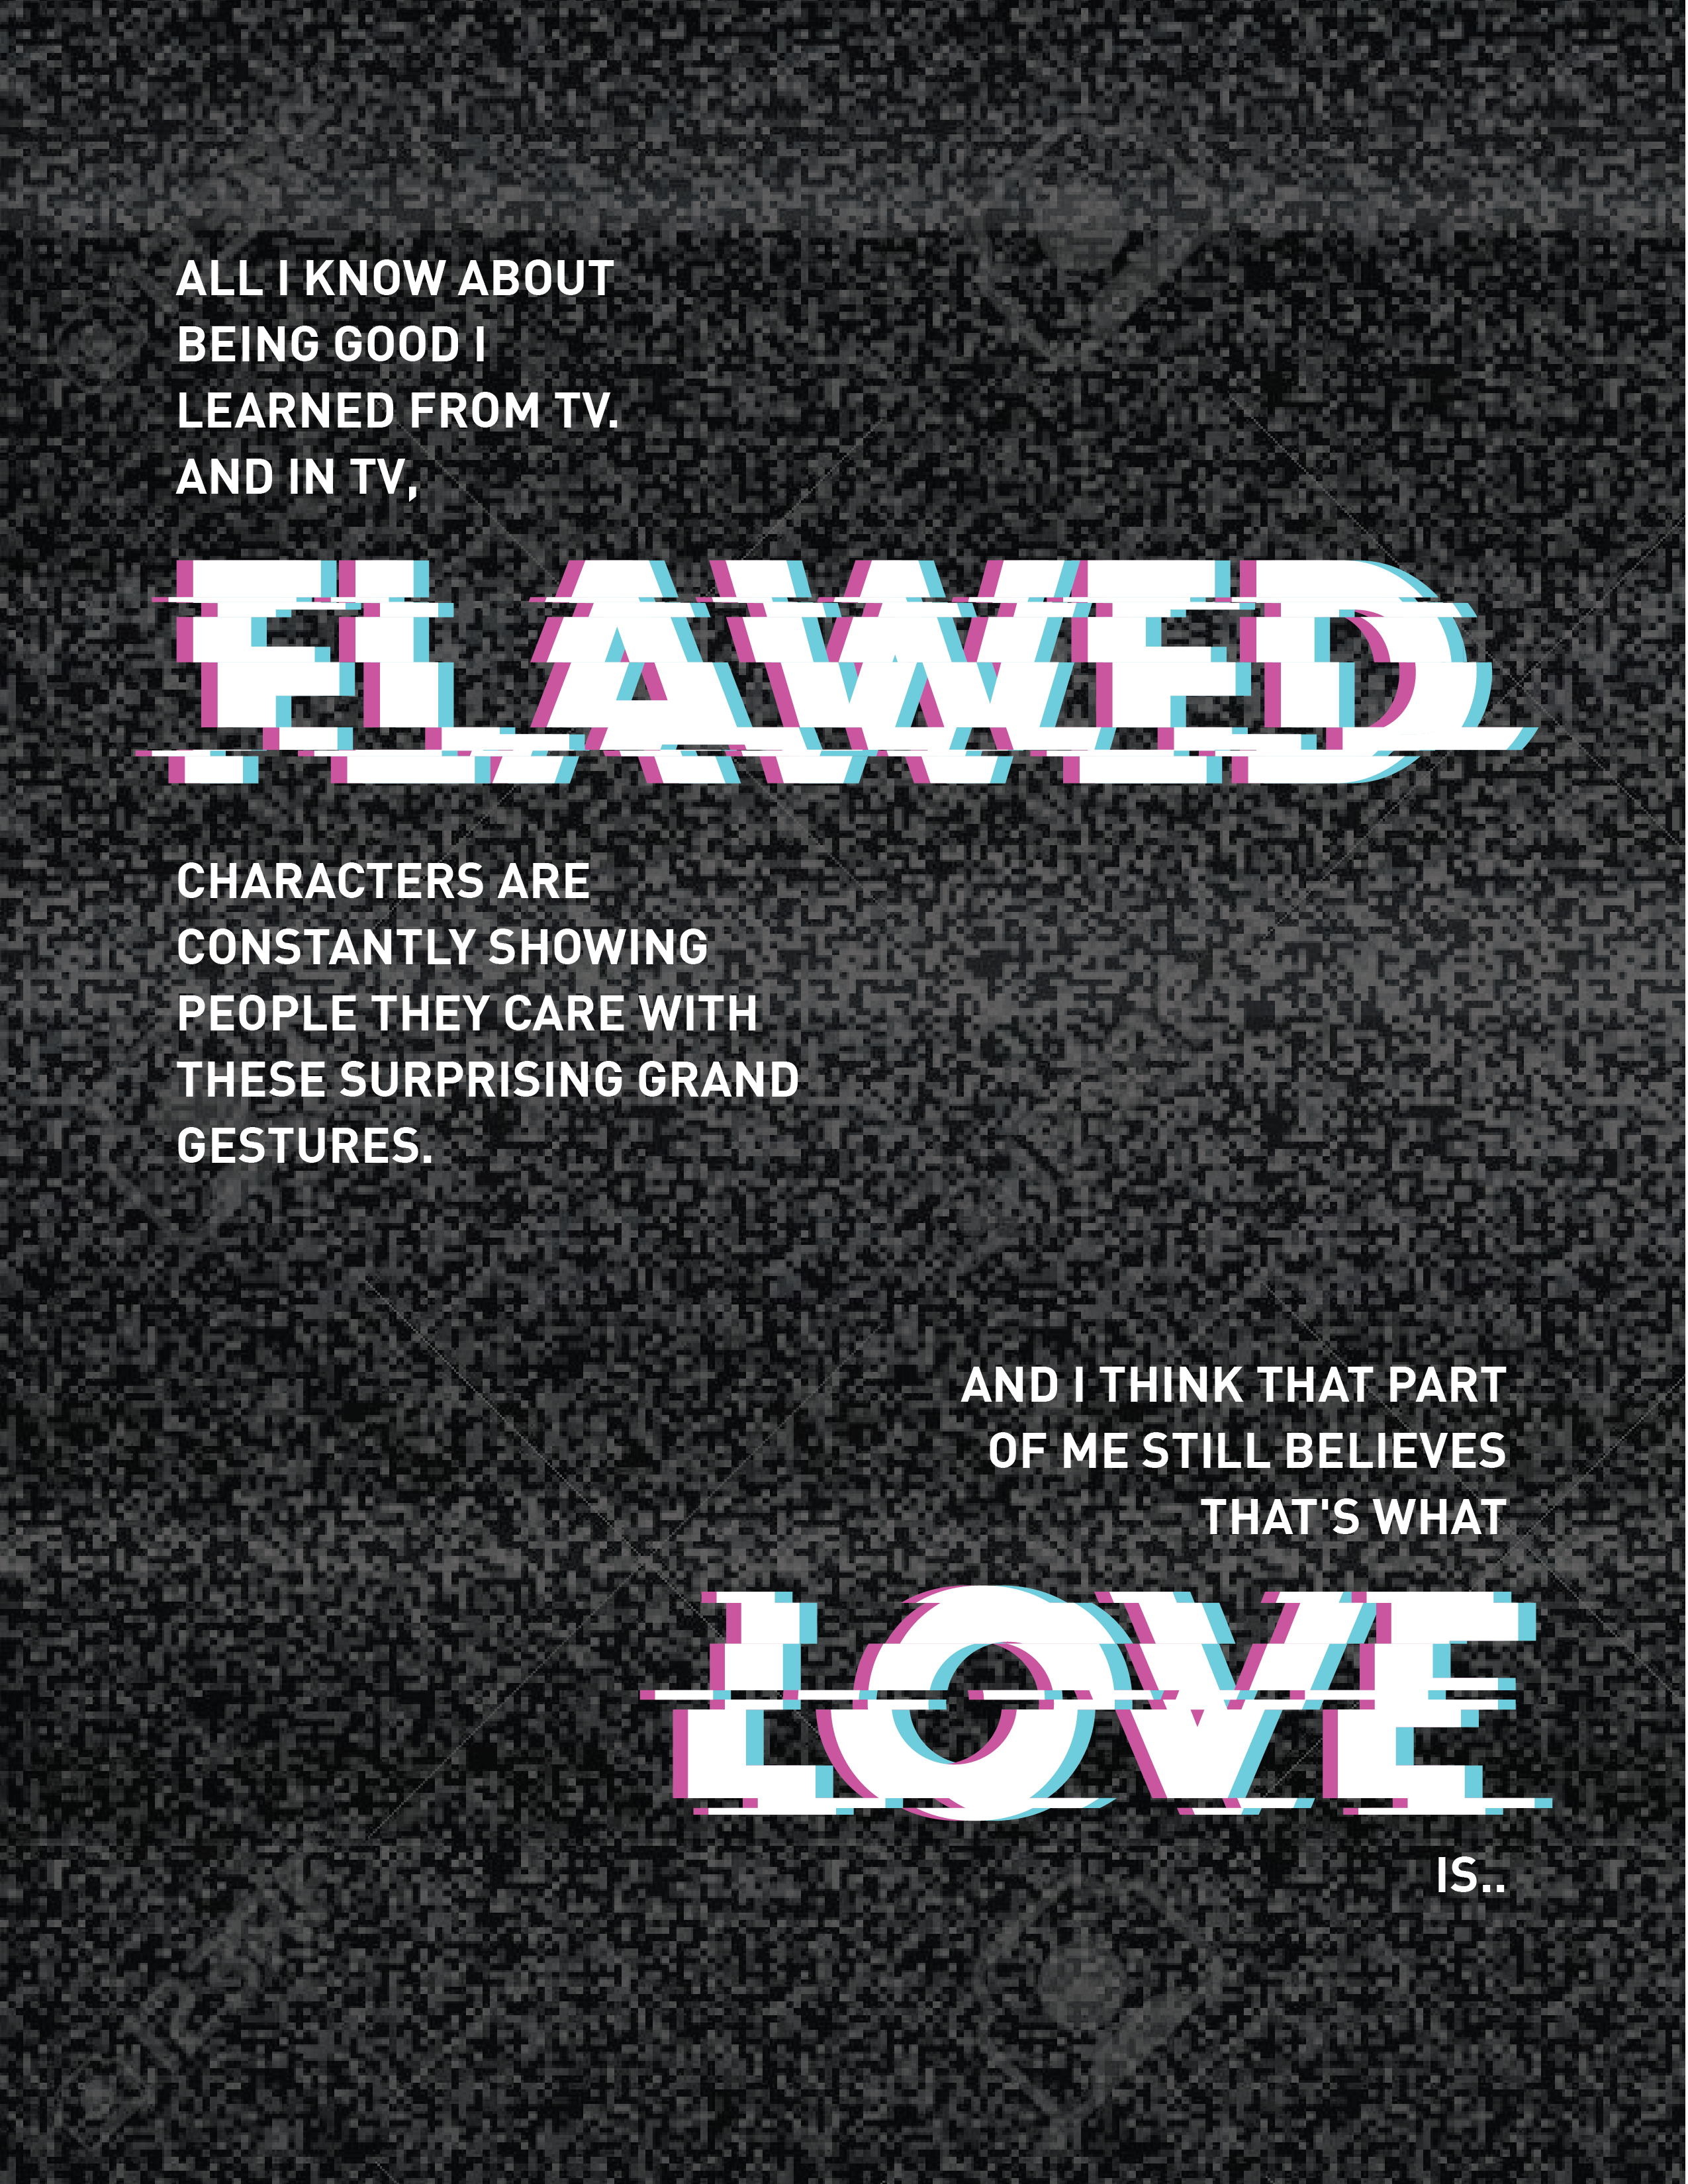 ALL I KNOW ABOUT
BEING GOOD I
LEARNED FROM TV.
AND IN TV,
FLAWED
CHARACTERS ARE
CONSTANTLY SHOWING
PEOPLE THEY CARE WITH
THESE SURPRISING GRAND
GESTURES.
AND I THINK THAT PART
OF ME STILL BELIEVES
THAT'S WHAT
LOVE
IS..